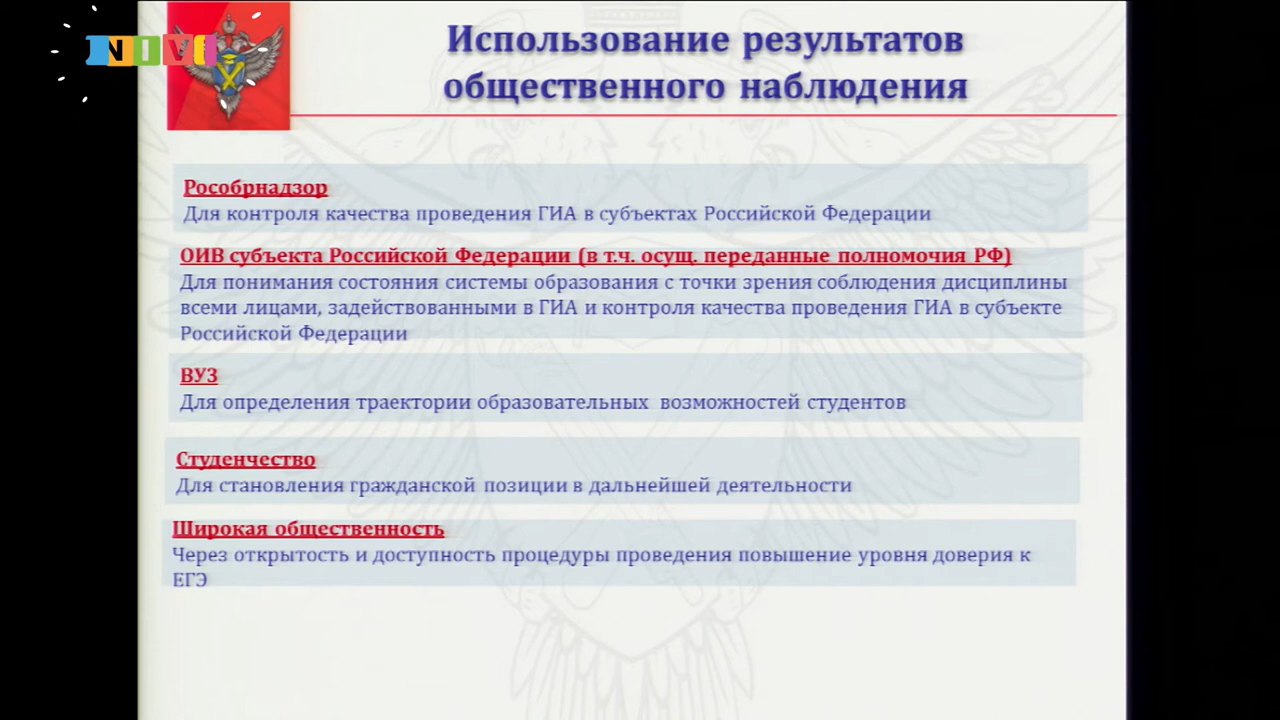 NIVI
Использование результатов
общественного наблюдения
Рособрнадзор
Для контроля качества проведения ГИА в субъектах Российской Федерации
ОИВ субъекта Российской Федерации (в т.ч. осущ. переданные полномочия РФ)
Для понимания состояния системы образования с точки зрения соблюдения дисциплины
всеми лицами, задействованными в ГИА и контроля качества проведения ГИА в субъекте
Российской Федерации
ВУЗ
Для определения траектории образовательных возможностей студентов
Студенчество
Для становления гражданской позиции в дальнейшей деятельности
Широкая общественность
Через открытость и доступность процедуры проведения повышение уровня доверия к
ЕГЭ